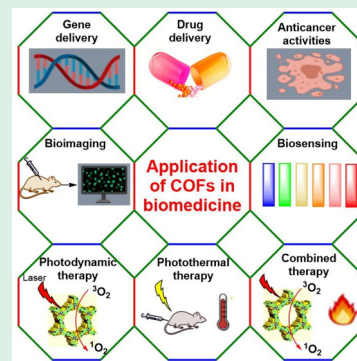 Gene
delivery
Drug
delivery
Anticancer
activities
Bioimaging
Application
of COFs in
biomedicine
Biosensing
Photodynamic
therapy
Laser
³O₂
¹O₂
Photothermal
therapy
Combined
therapy
³O₂
¹O₂